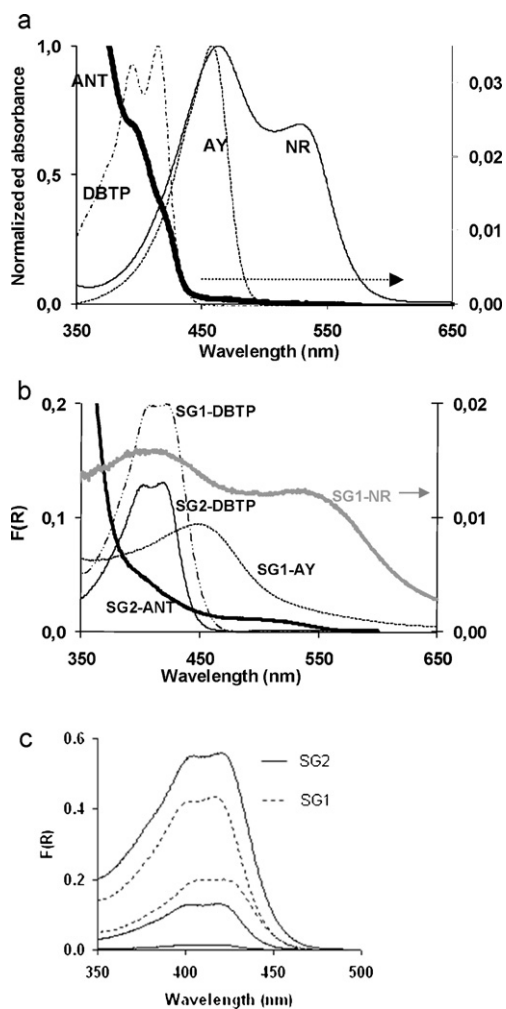 a
1,0
ANT
0,03
AY
NR
DBTP
0,5
0,02
0,01
0,0
0,00
350 450 550 650
Normalized ed absorbance
Wavelength (nm)
b
0,2
0,02
SG1-DBTP
SG2-DBTP
SG1-NR
0,1
0,01
SG1-AY
SG2-ANT
0,0
0,00
350 450 550 650
F(R)
Wavelength (nm)
c
0.6
SG2
SG1
0.4
0.2
0.0
350 400 450 500
F(R)
Wavelength (nm)